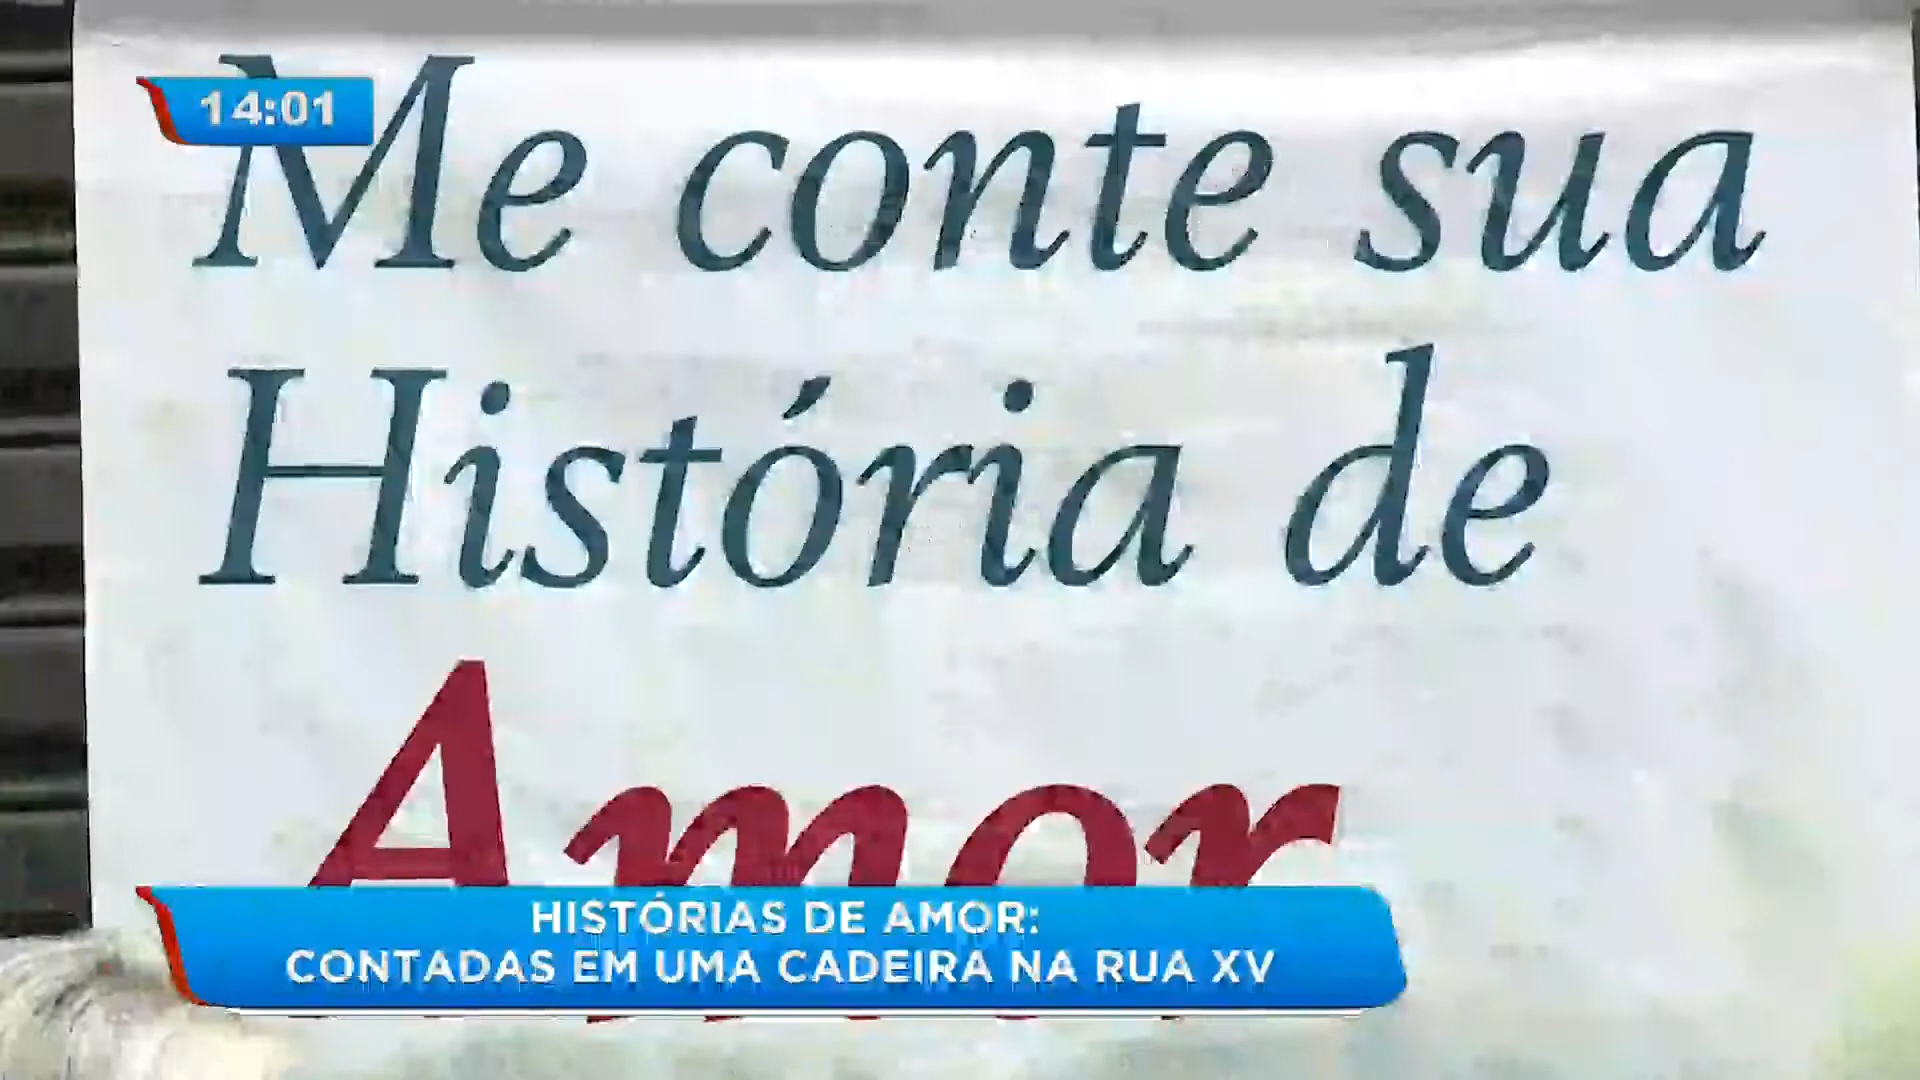 14:01
Me conte sua
História de
Amor
HISTÓRIAS DE AMOR:
CONTADAS EM UMA CADEIRA NA RUA XV